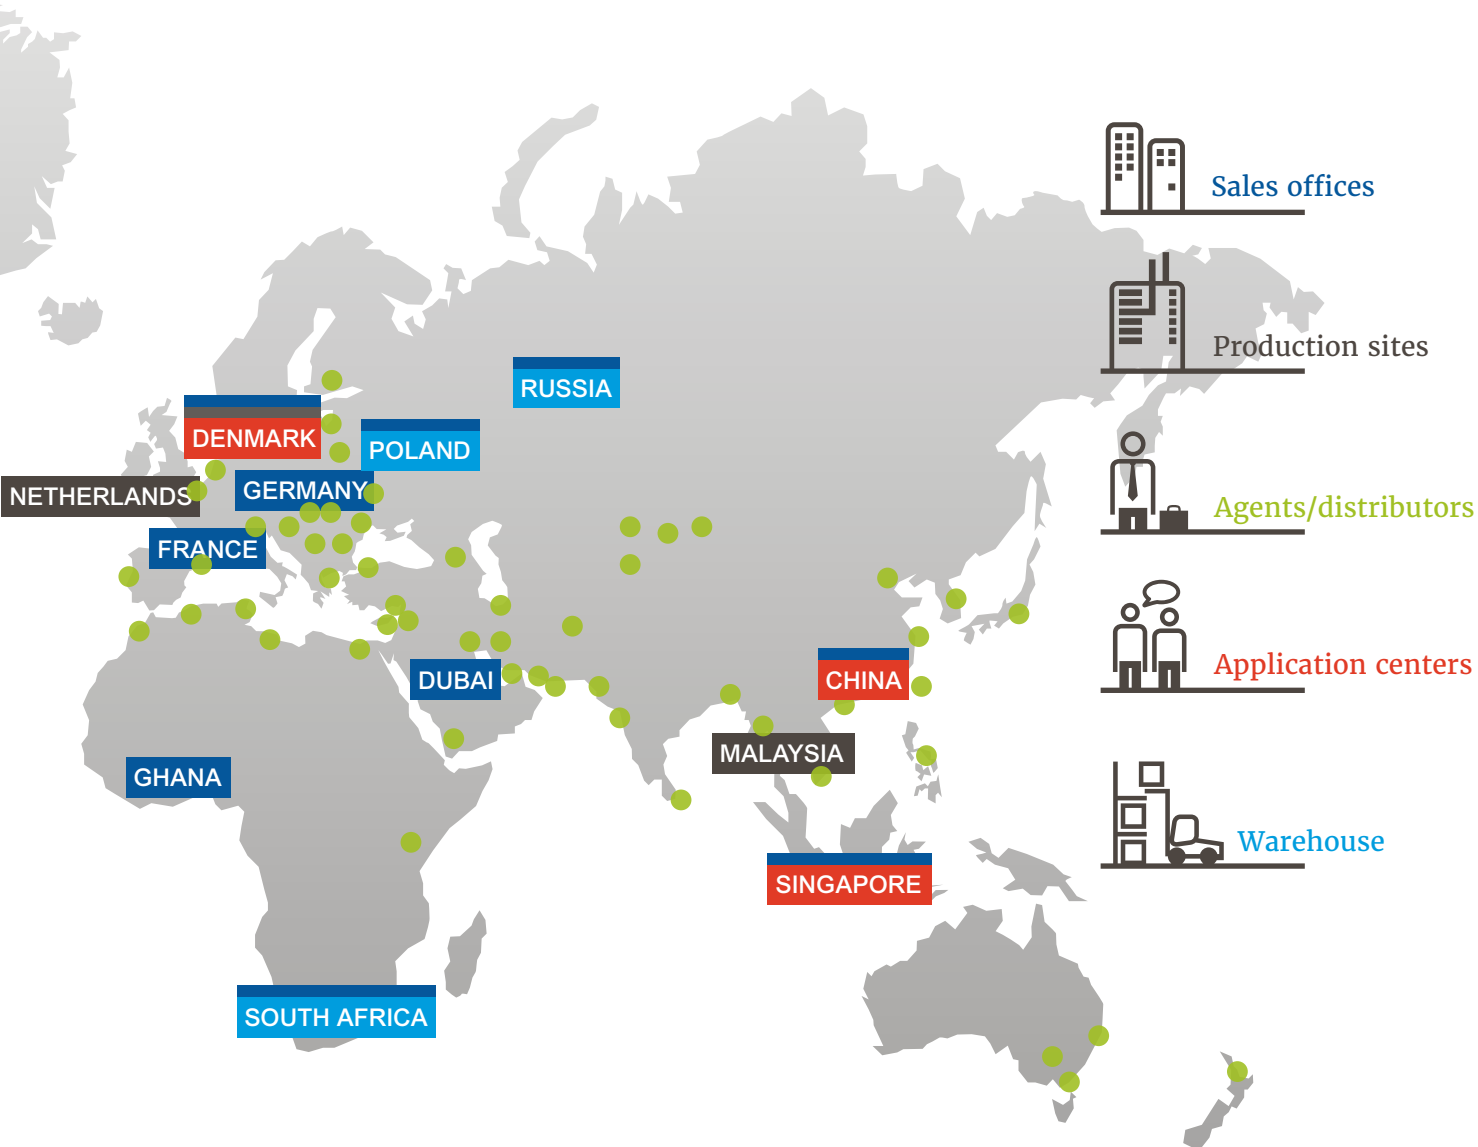 Sales offices
Production sites
RUSSIA
DENMARK
POLAND
NETHERLANDS
GERMANY
Agents/distributors
FRANCE
DUBAI
CHINA
Application centers
MALAYSIA
GHANA
Warehouse
SINGAPORE
SOUTH AFRICA